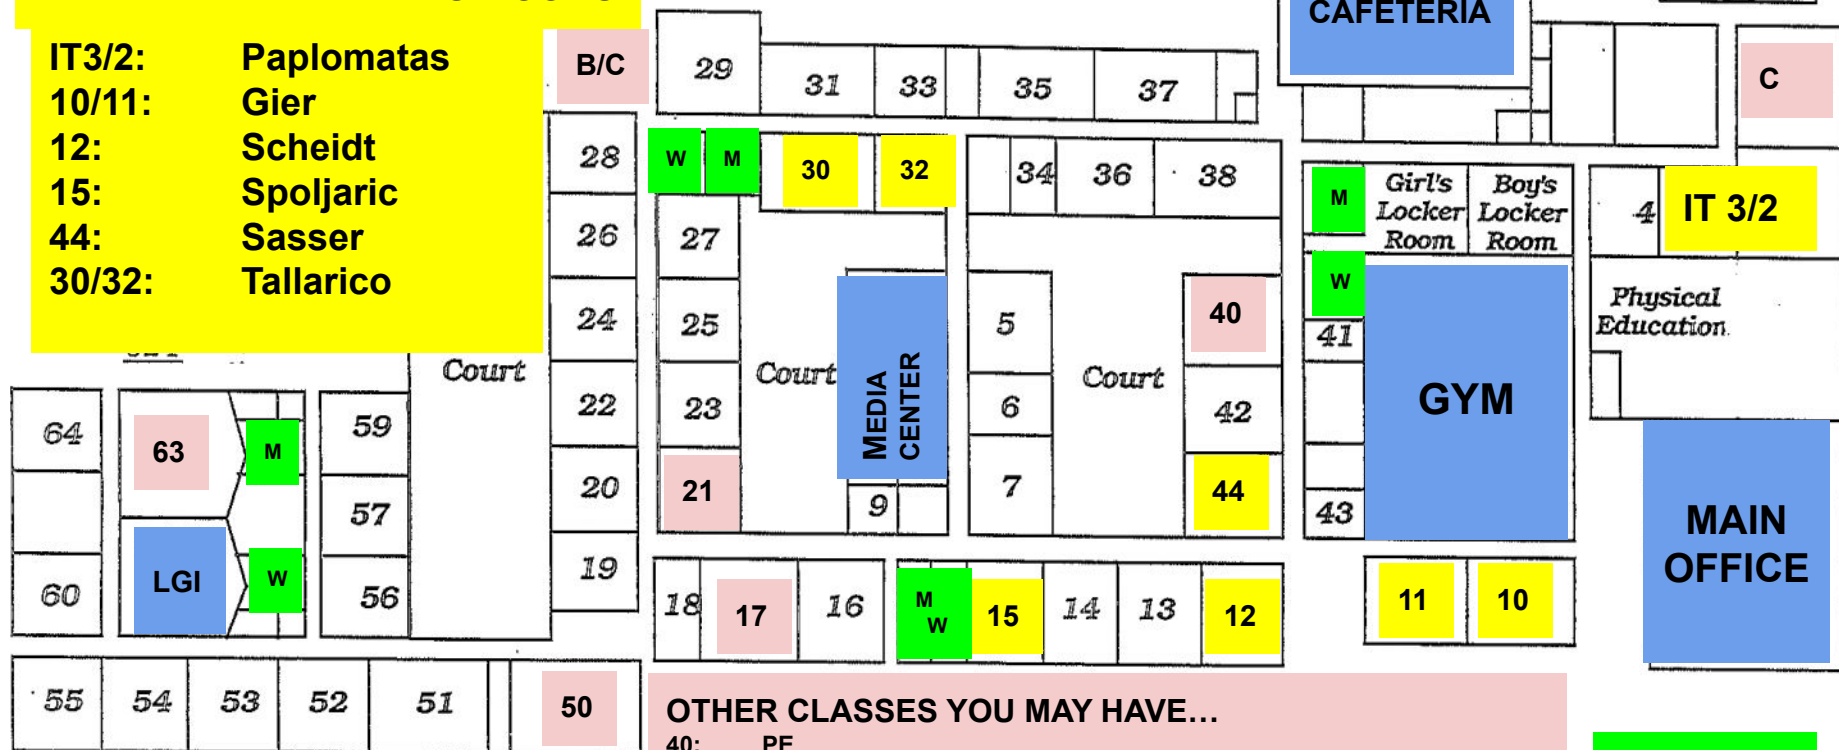 IT3/2: Paplomatas
10/11: Gier
12: Scheidt
15: Spoljaric
44: Sasser
30/32: Tallarico
CAFETERIA
B/C
29
31
33
35
37
C
28
W
M
30
32
34
36
38
M
Girl's
Locker
Room
Boy's
Locker
Room
4
IT 3/2
26
27
W
24
25
5
40
41
Physical
Education
Court
Court
MEDIA
CENTER
Court
GYM
22
23
6
42
64
63
M
59
20
21
9
7
44
43
57
MAIN
OFFICE
60
LGI
W
56
19
18
17
16
M
W
15
14
13
12
11
10
55
54
53
52
51
50
OTHER CLASSES YOU MAY HAVE…
40: PE